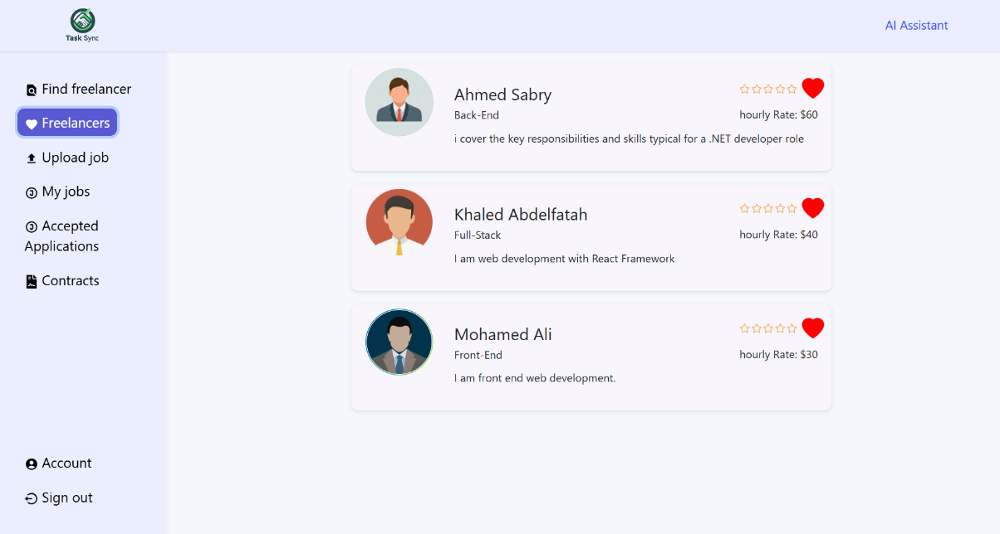 Task Sync
AI Assistant
Find freelancer
Freelancers
Upload job
My jobs
Accepted
Applications
Contracts
Account
Sign out
Ahmed Sabry
Back-End
hourly Rate: $60
i cover the key responsibilities and skills typical for a .NET developer role
Khaled Abdelfatah
Full-Stack
hourly Rate: $40
I am web development with React Framework
Mohamed Ali
Front-End
hourly Rate: $30
I am front end web development.